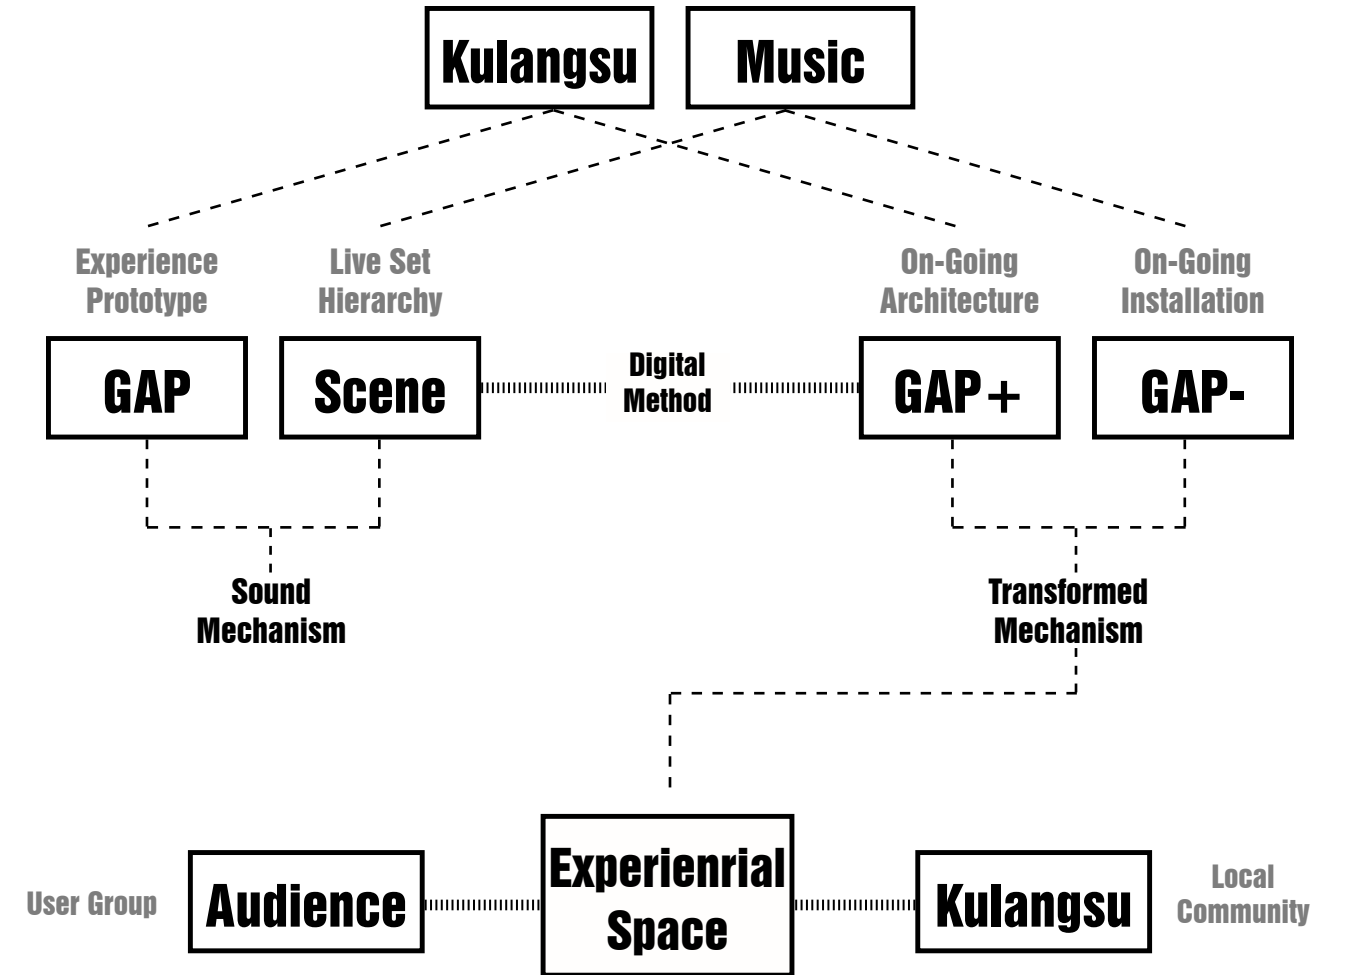 Kulangsu
Music
Experience
Prototype
Live Set
Hierarchy
On-Going
Architecture
On-Going
Installation
GAP
Scene
Digital
Method
GAP+
GAP-
Sound
Mechanism
Transformed
Mechanism
User Group
Audience
Experienrial
Space
Kulangsu
Local
Community